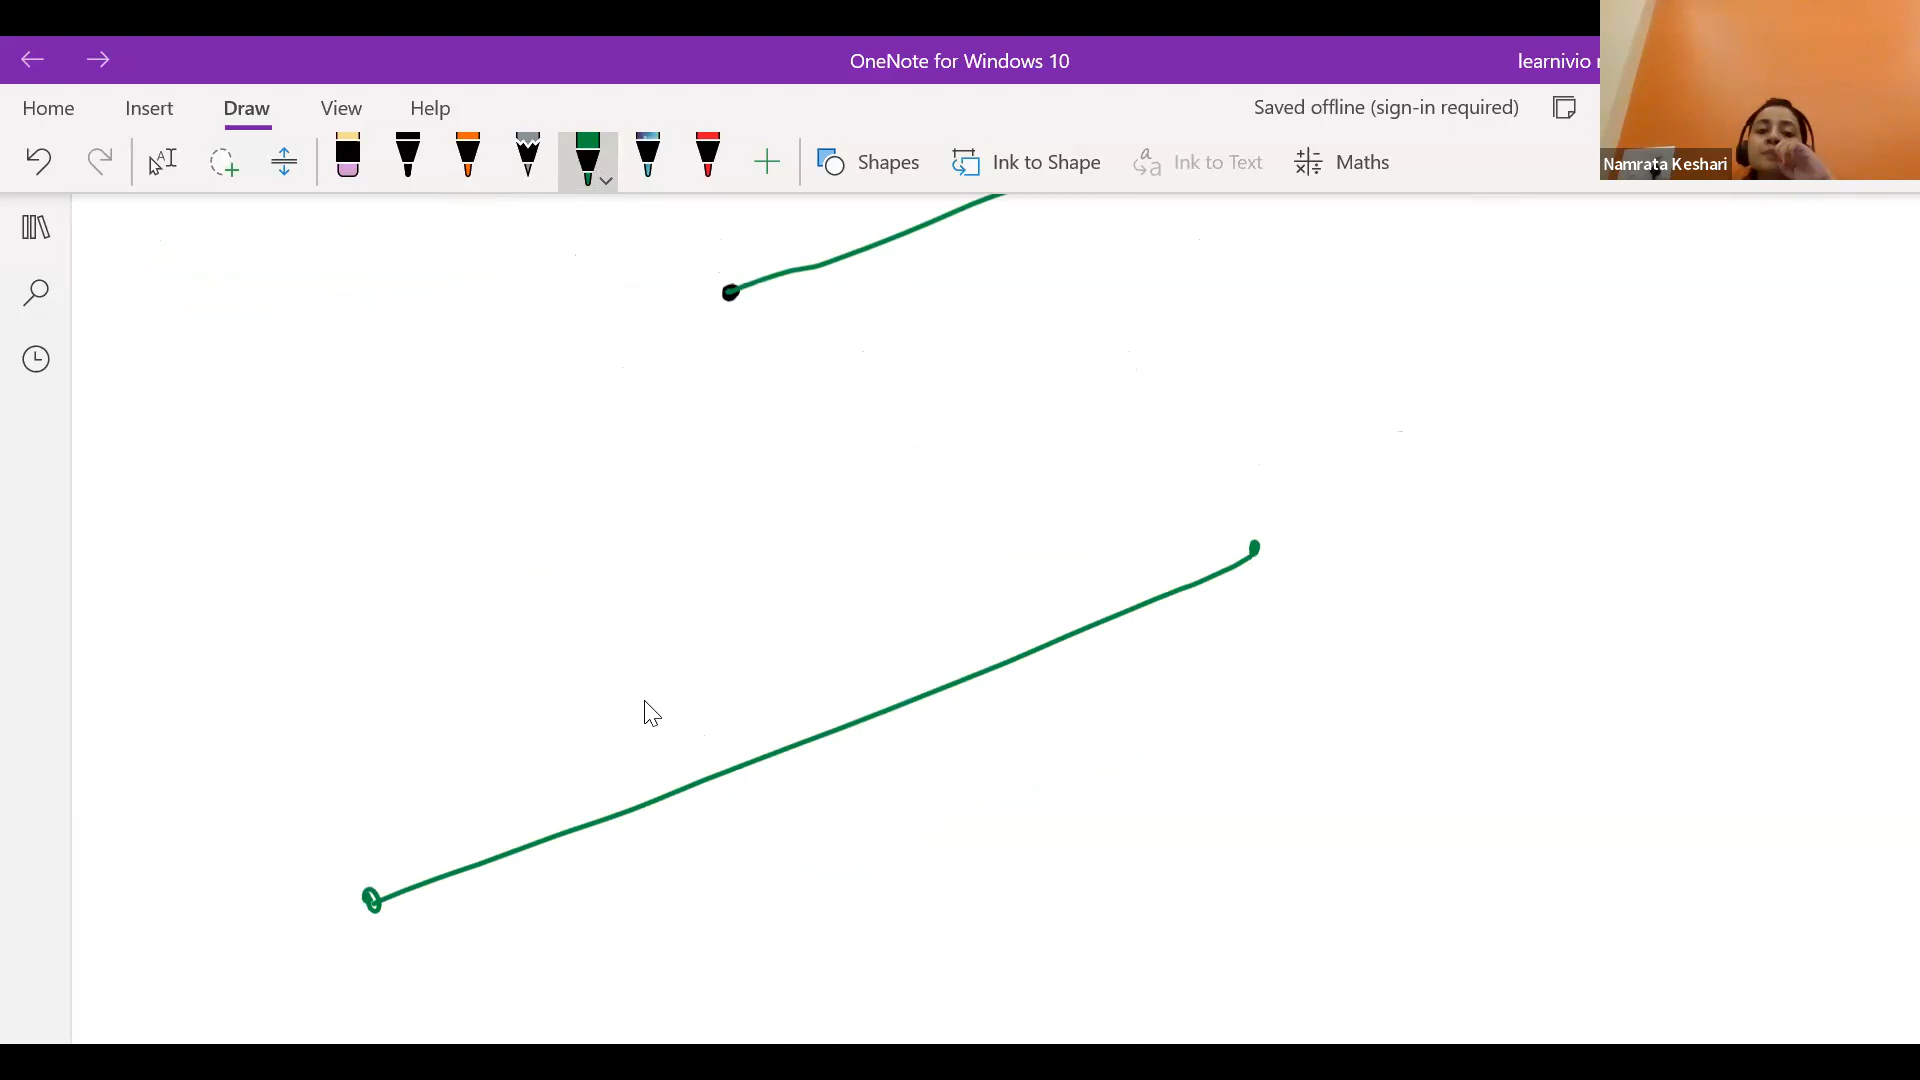 OneNote for Windows 10
learnivio
Home Insert Draw View Help
Saved offline (sign-in required)
Shapes Ink to Shape Ink to Text Maths
Namrata Keshari